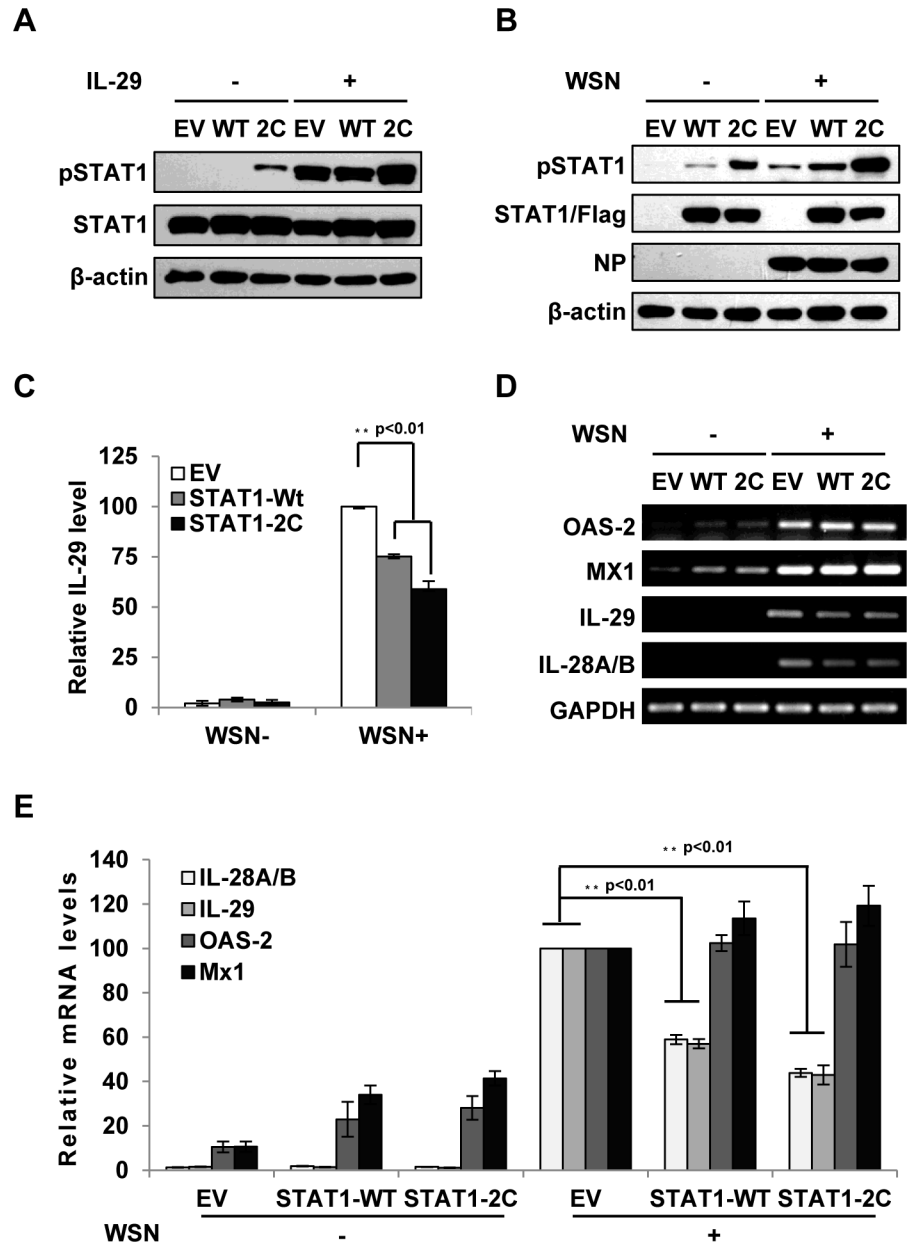 A
IL-29 - +
EV WT 2C EV WT 2C
pSTAT1
STAT1
β-actin
B
WSN - +
EV WT 2C EV WT 2C
pSTAT1
STAT1/Flag
NP
β-actin
C
** p<0.01
EV
STAT1-Wt
STAT1-2C
Relative IL-29 level
125
100
75
50
25
0
WSN- WSN+
D
WSN - +
EV WT 2C EV WT 2C
OAS-2
MX1
IL-29
IL-28A/B
GAPDH
E
** p<0.01
** p<0.01
IL-28A/B
IL-29
OAS-2
Mx1
Relative mRNA levels
140
120
100
80
60
40
20
0
EV STAT1-WT STAT1-2C EV STAT1-WT STAT1-2C
WSN - +